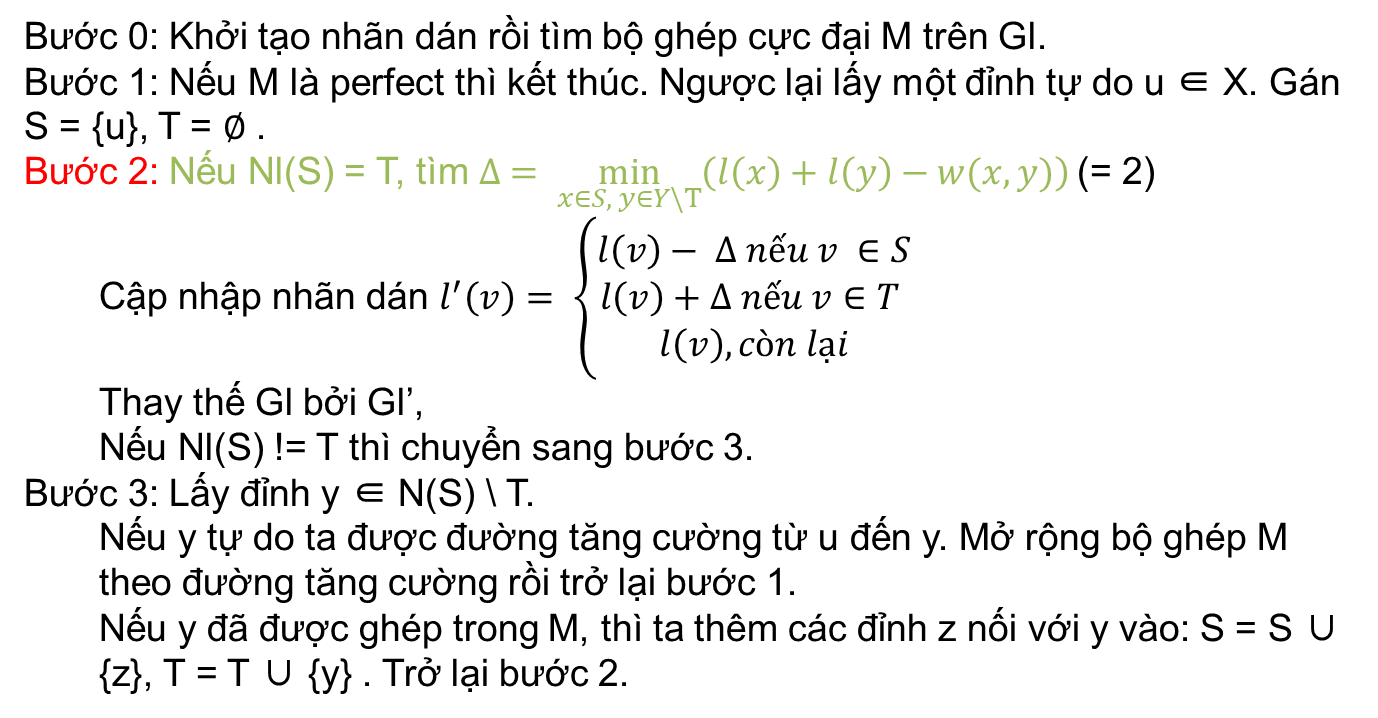 Bước 0: Khởi tạo nhãn dán rồi tìm bộ ghép cực đại M trên Gl.
Bước 1: Nếu M là perfect thì kết thúc. Ngược lại lấy một đỉnh tự do u ∈ X. Gán
S = {u}, T = ∅ .
Bước 2: Nếu Nl(S) = T, tìm Δ = min x∈S, y∈Y\T (l(x) + l(y) − w(x, y)) (= 2)
Cập nhập nhãn dán l′(v) = { l(v) − Δ nếu v ∈ S
l(v) + Δ nếu v ∈ T
l(v), còn lại
Thay thế Gl bởi Gl’,
Nếu Nl(S) != T thì chuyển sang bước 3.
Bước 3: Lấy đỉnh y ∈ N(S) \ T.
Nếu y tự do ta được đường tăng cường từ u đến y. Mở rộng bộ ghép M
theo đường tăng cường rồi trở lại bước 1.
Nếu y đã được ghép trong M, thì ta thêm các đỉnh z nối với y vào: S = S ∪
{z}, T = T ∪ {y} . Trở lại bước 2.